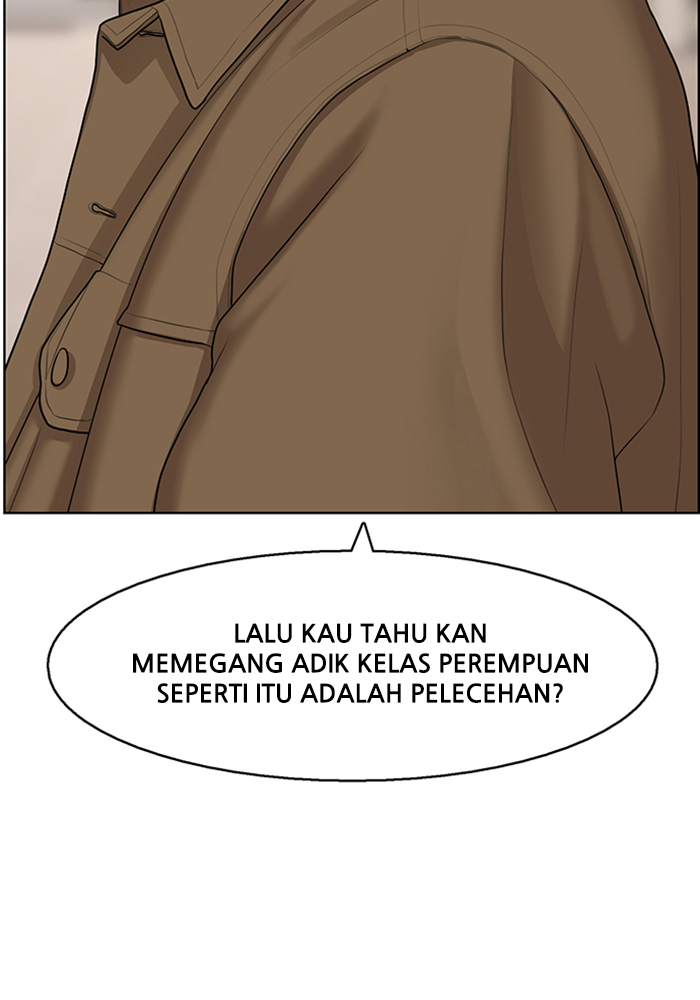 LALU KAU TAHU KAN
MEMEGANG ADIK KELAS PEREMPUAN
SEPERTI ITU ADALAH PELECEHAN?